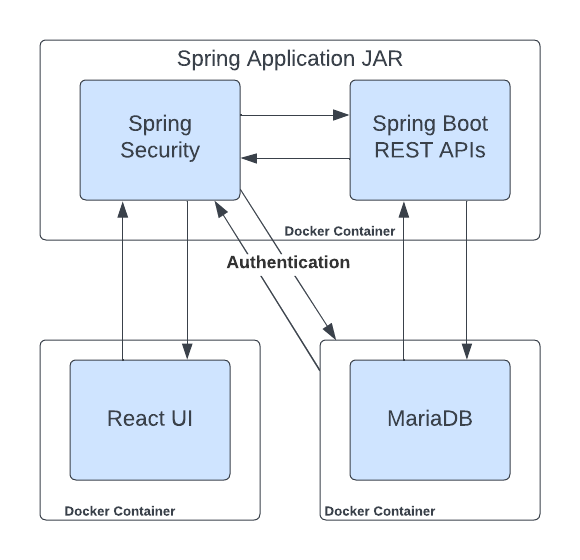 Spring Application JAR
Spring
Security
Spring Boot
REST APIs
Docker Container
Authentication
React UI
MariaDB
Docker Container
Docker Container